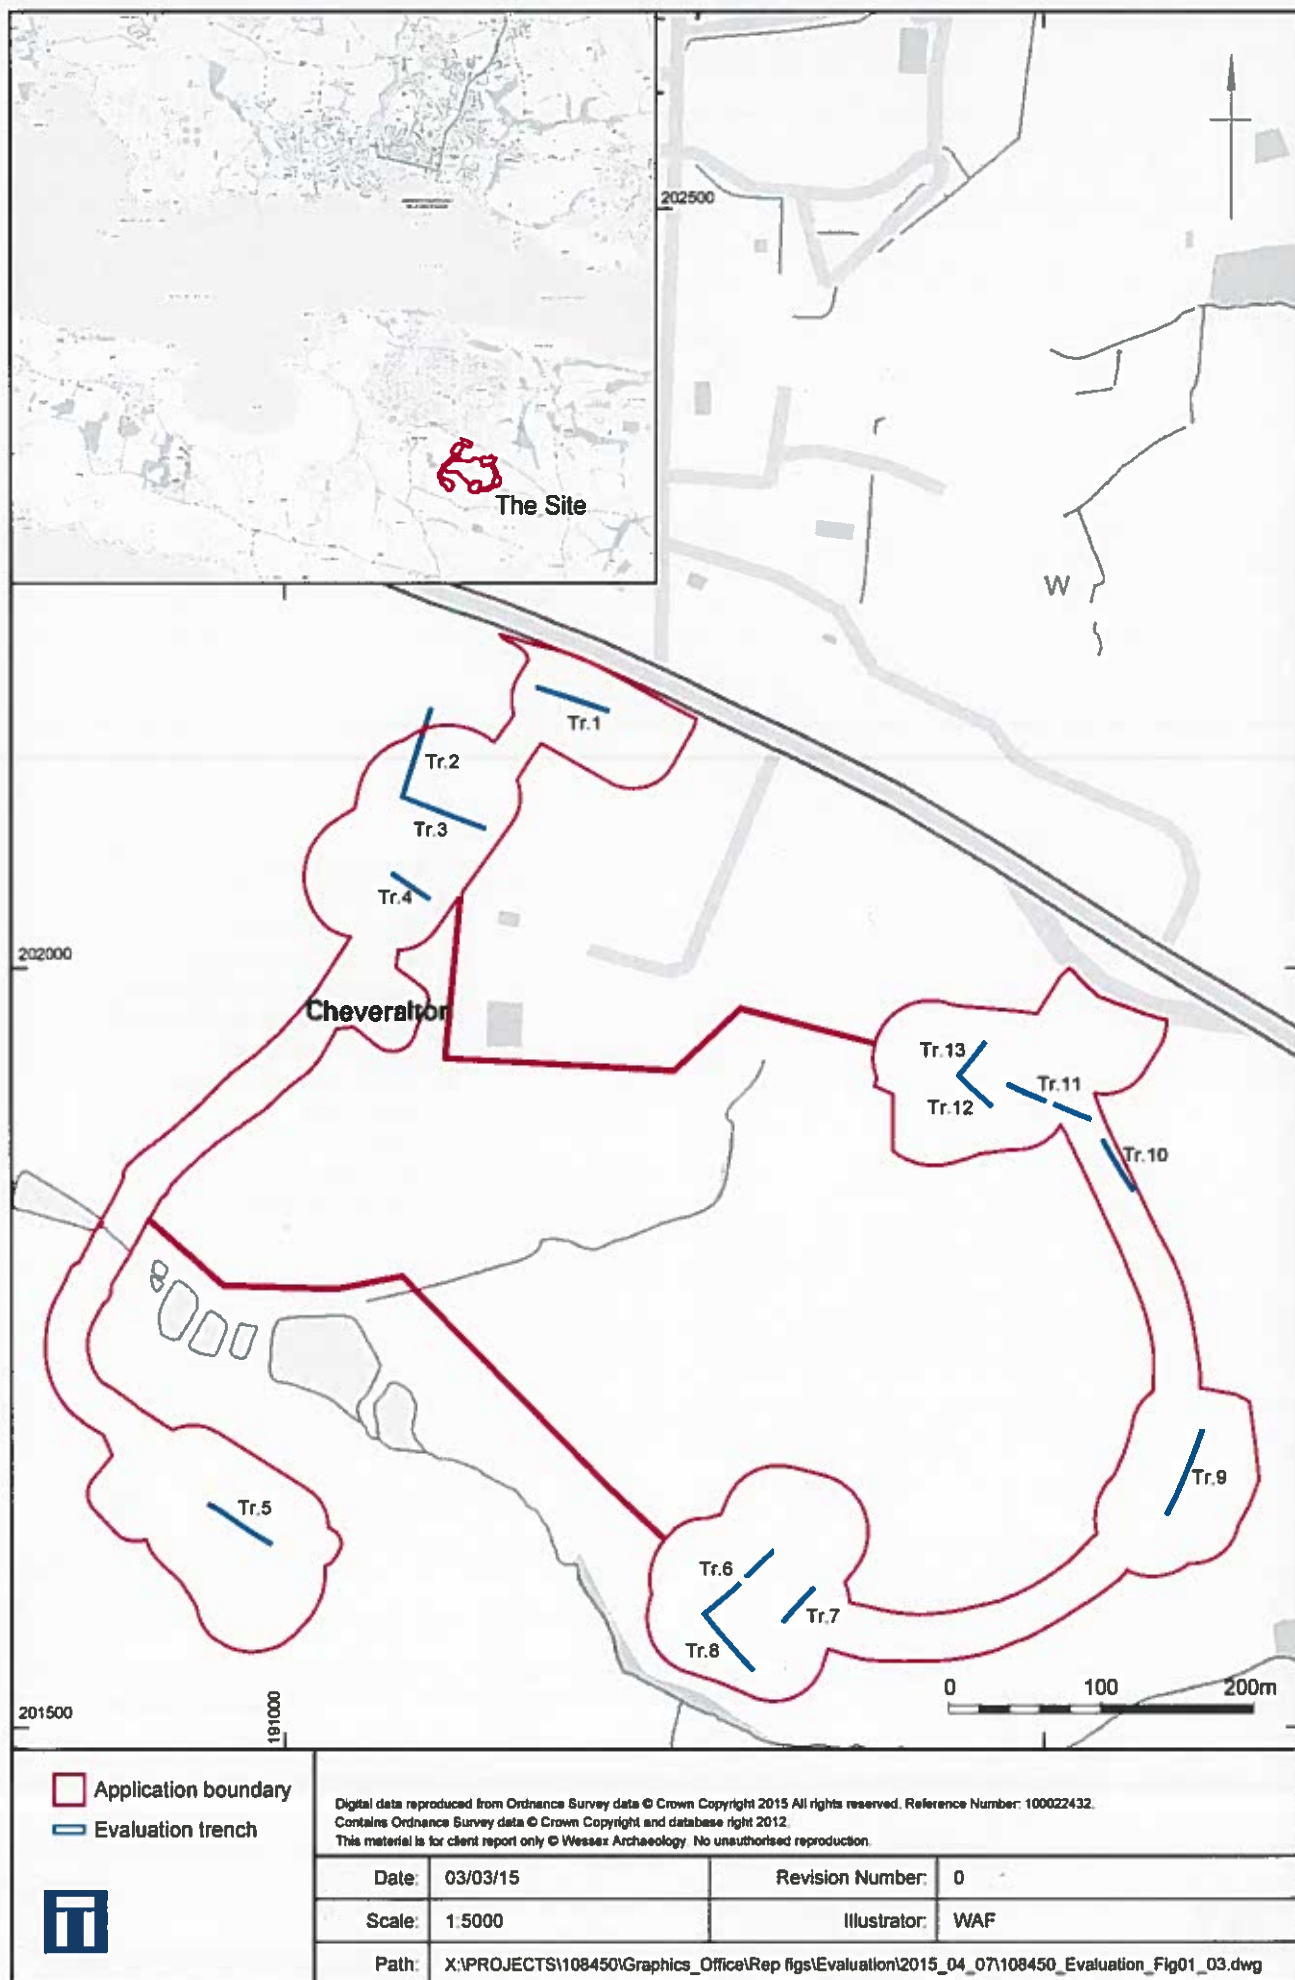 The Site
202500
W
Tr.1
Tr.2
Tr.3
Tr.4
202000
Cheveralton
Tr.13
Tr.11
Tr.12
Tr.10
Tr.9
Tr.5
Tr.6
Tr.7
Tr.8
0 100 200m
201500
191000
Application boundary
Evaluation trench
Digital data reproduced from Ordnance Survey data © Crown Copyright 2015 All rights reserved. Reference Number: 100022432.
Contains Ordnance Survey data © Crown Copyright and database right 2012.
This material is for client report only © Wessex Archaeology. No unauthorised reproduction.
Date: 03/03/15 Revision Number: 0
Scale: 1:5000 Illustrator: WAF
Path: X:\PROJECTS\108450\Graphics_Office\Rep figs\Evaluation\2015_04_07\108450_Evaluation_Fig01_03.dwg